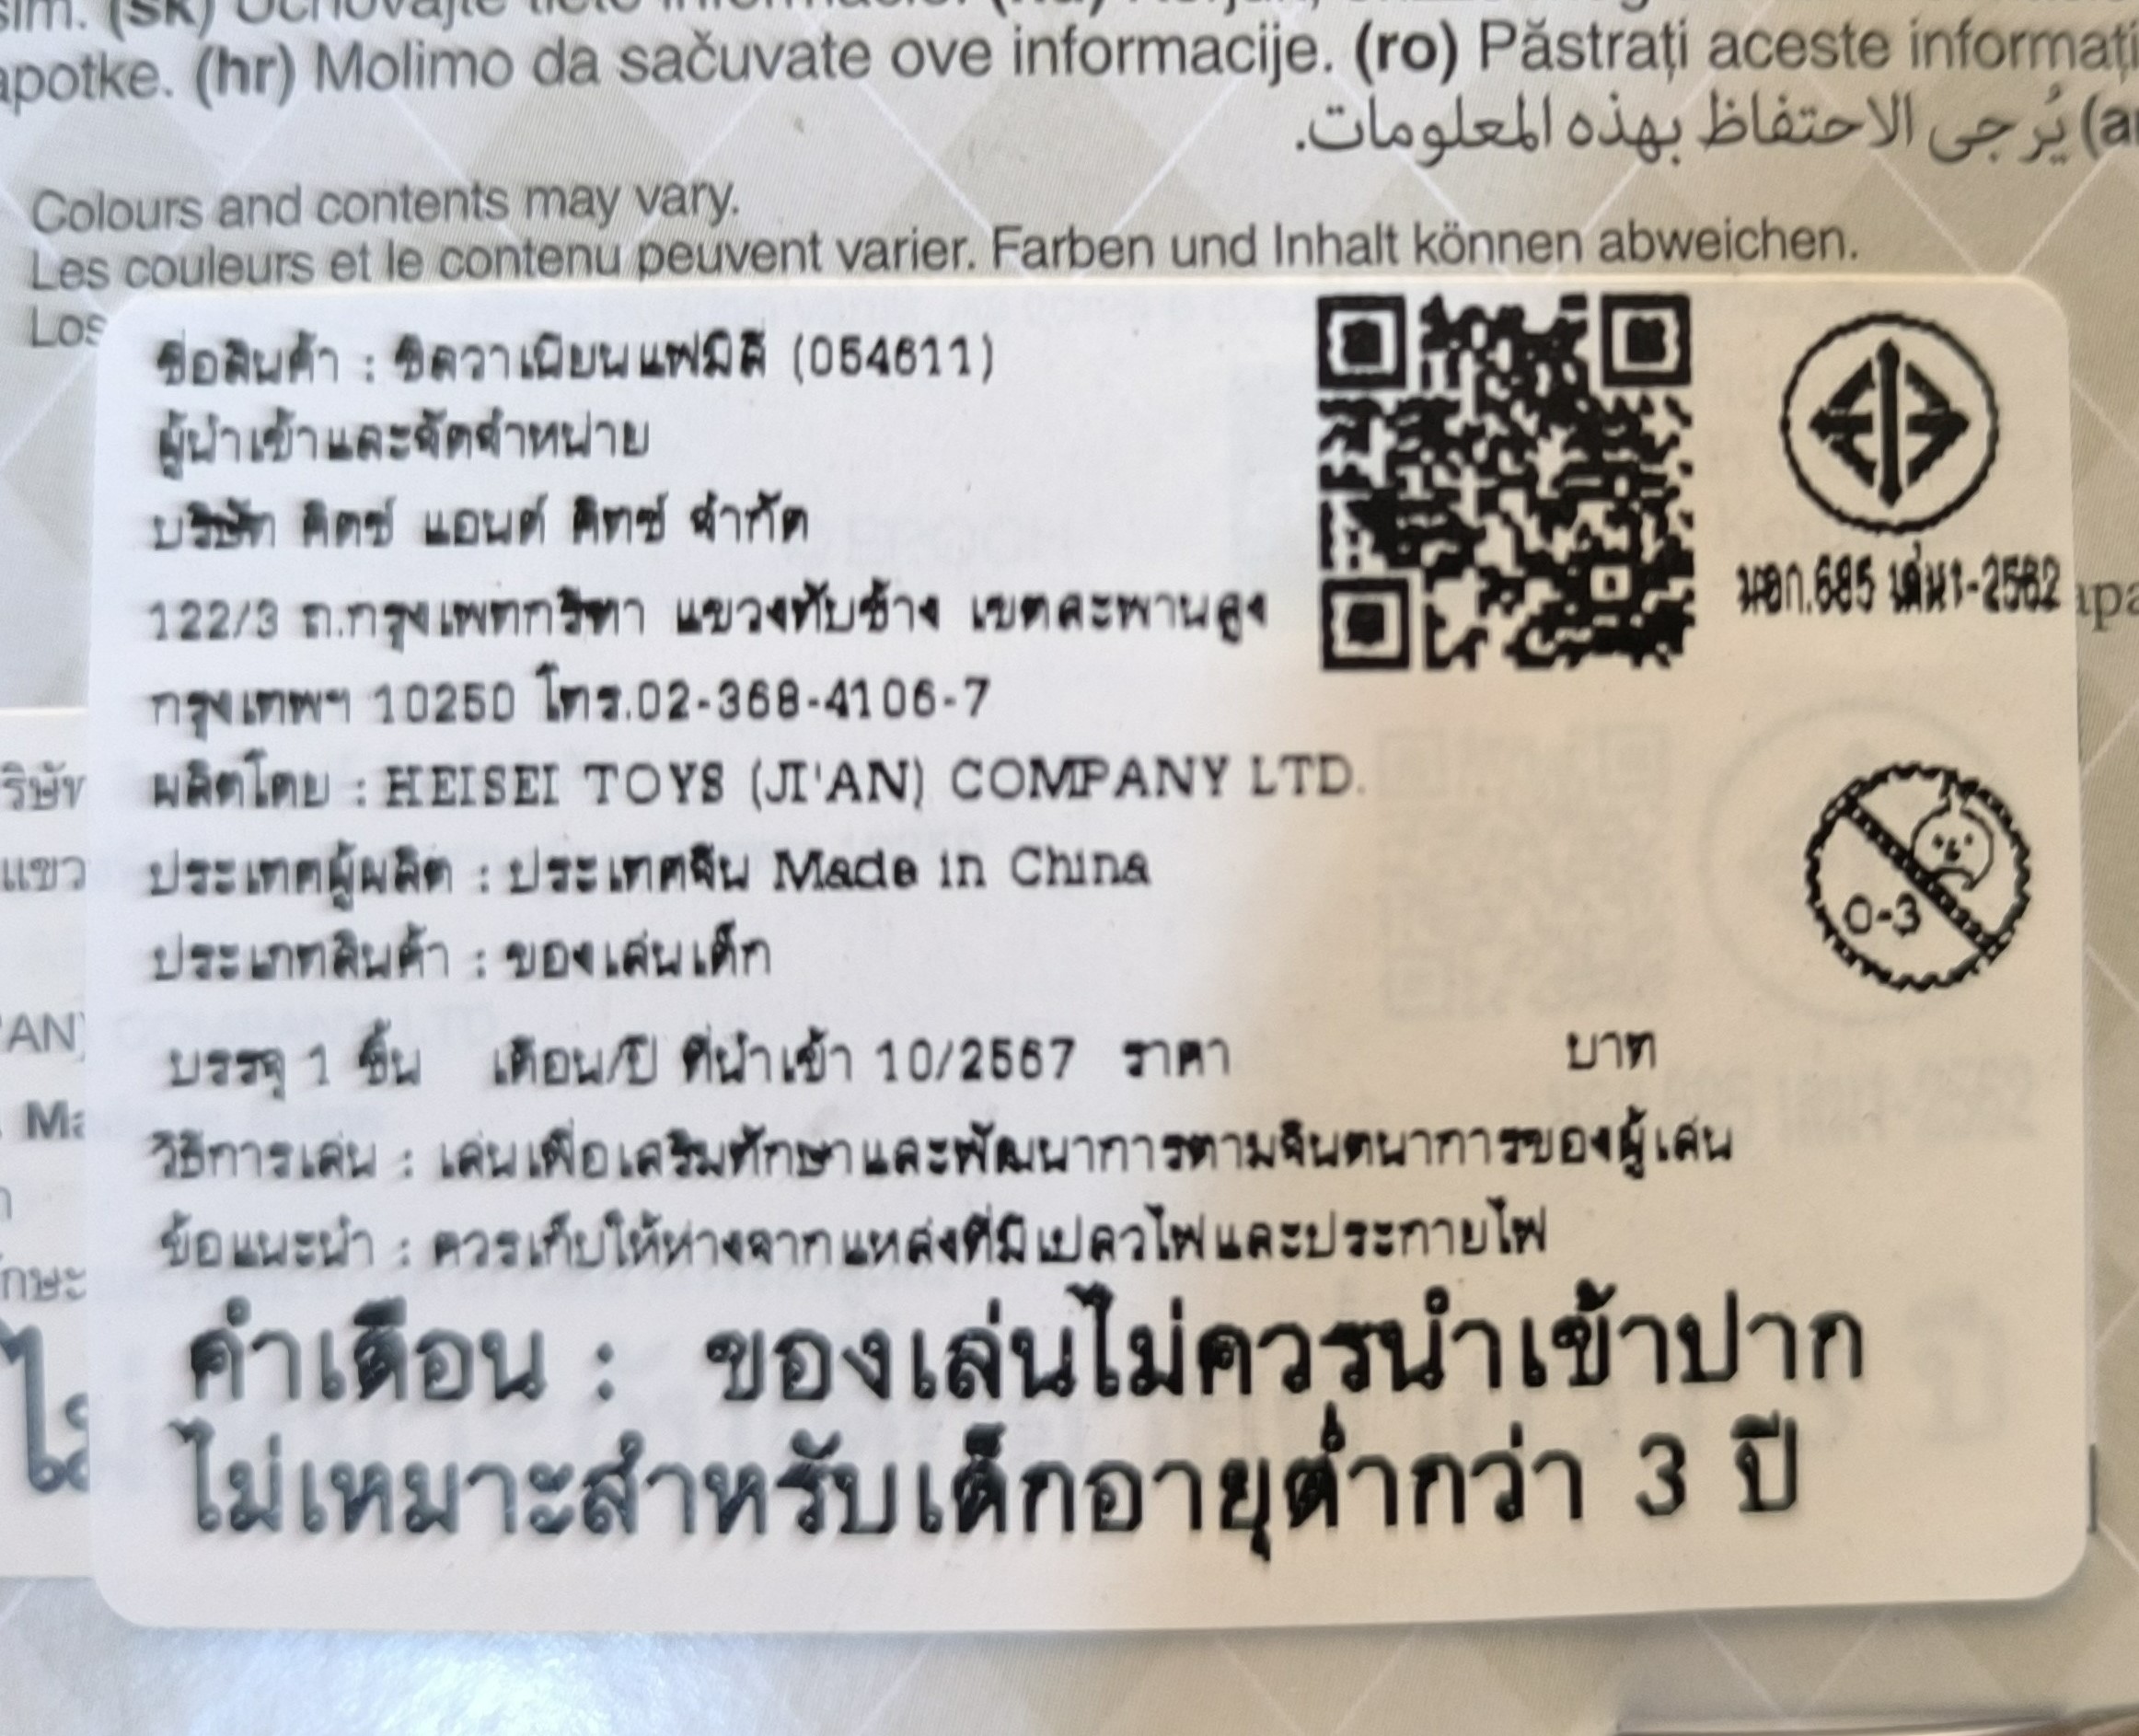 (sk) Uchovajte tieto informácie.
apotke. (hr) Molimo da sačuvate ove informacije. (ro) Păstrați aceste informați
يُرجى الاحتفاظ بهذه المعلومات.
Colours and contents may vary.
Les couleurs et le contenu peuvent varier. Farben und Inhalt können abweichen.
Los
ชื่อสินค้า : ซิลวาเนียนแฟมิลี (054611)
ผู้นำเข้าและจัดจำหน่าย
บริษัท คิดซ์ แอนด์ คิทซ์ จำกัด
122/3 ถ.กรุงเทพกรีฑา แขวงทับช้าง เขตสะพานสูง
กรุงเทพฯ 10250 โทร.02-368-4106-7
ผลิตโดย : HEISEI TOYS (JI'AN) COMPANY LTD.
ประเทศผู้ผลิต : ประเทศจีน Made in China
ประเภทสินค้า : ของเล่นเด็ก
บรรจุ 1 ชิ้น เดือน/ปี ที่นำเข้า 10/2567 ราคา บาท
วิธีการเล่น : เล่นเพื่อเสริมทักษาและพัฒนาการตามจินตนาการของผู้เล่น
ข้อแนะนำ : ควรเก็บให้ห่างจากแหล่งที่มีเปลวไฟและประกายไฟ
คำเตือน : ของเล่นไม่ควรนำเข้าปาก
ไม่เหมาะสำหรับเด็กอายุต่ำกว่า 3 ปี
มอก.685 เล่ม1-2562
0-3